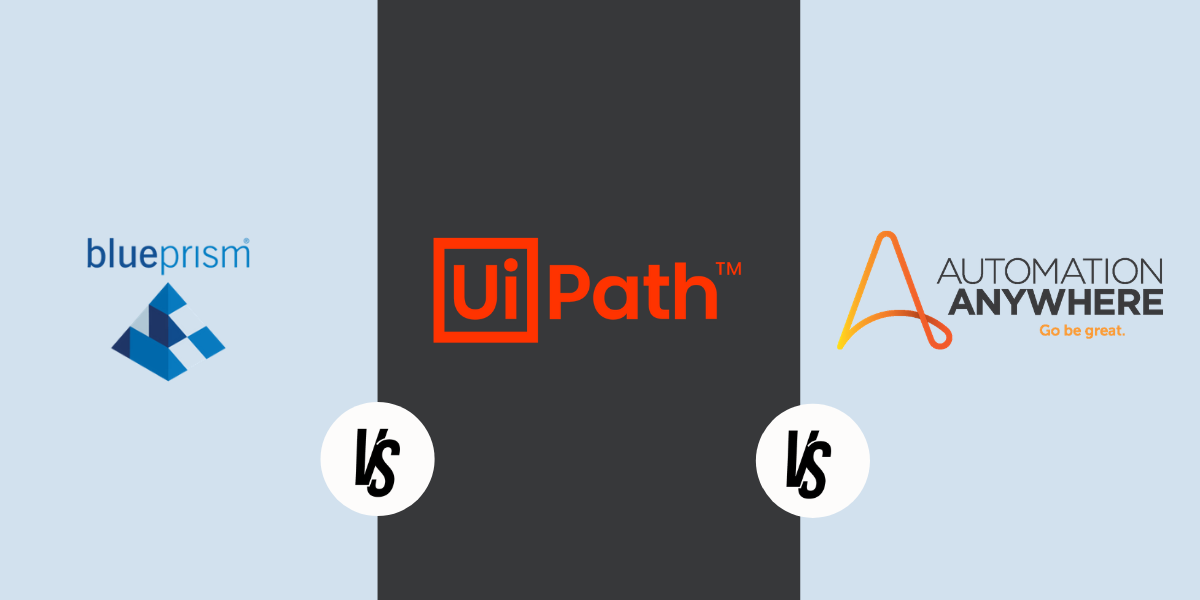 blueprism®
UiPath™
AUTOMATION
ANYWHERE
Go be great.
VS
VS